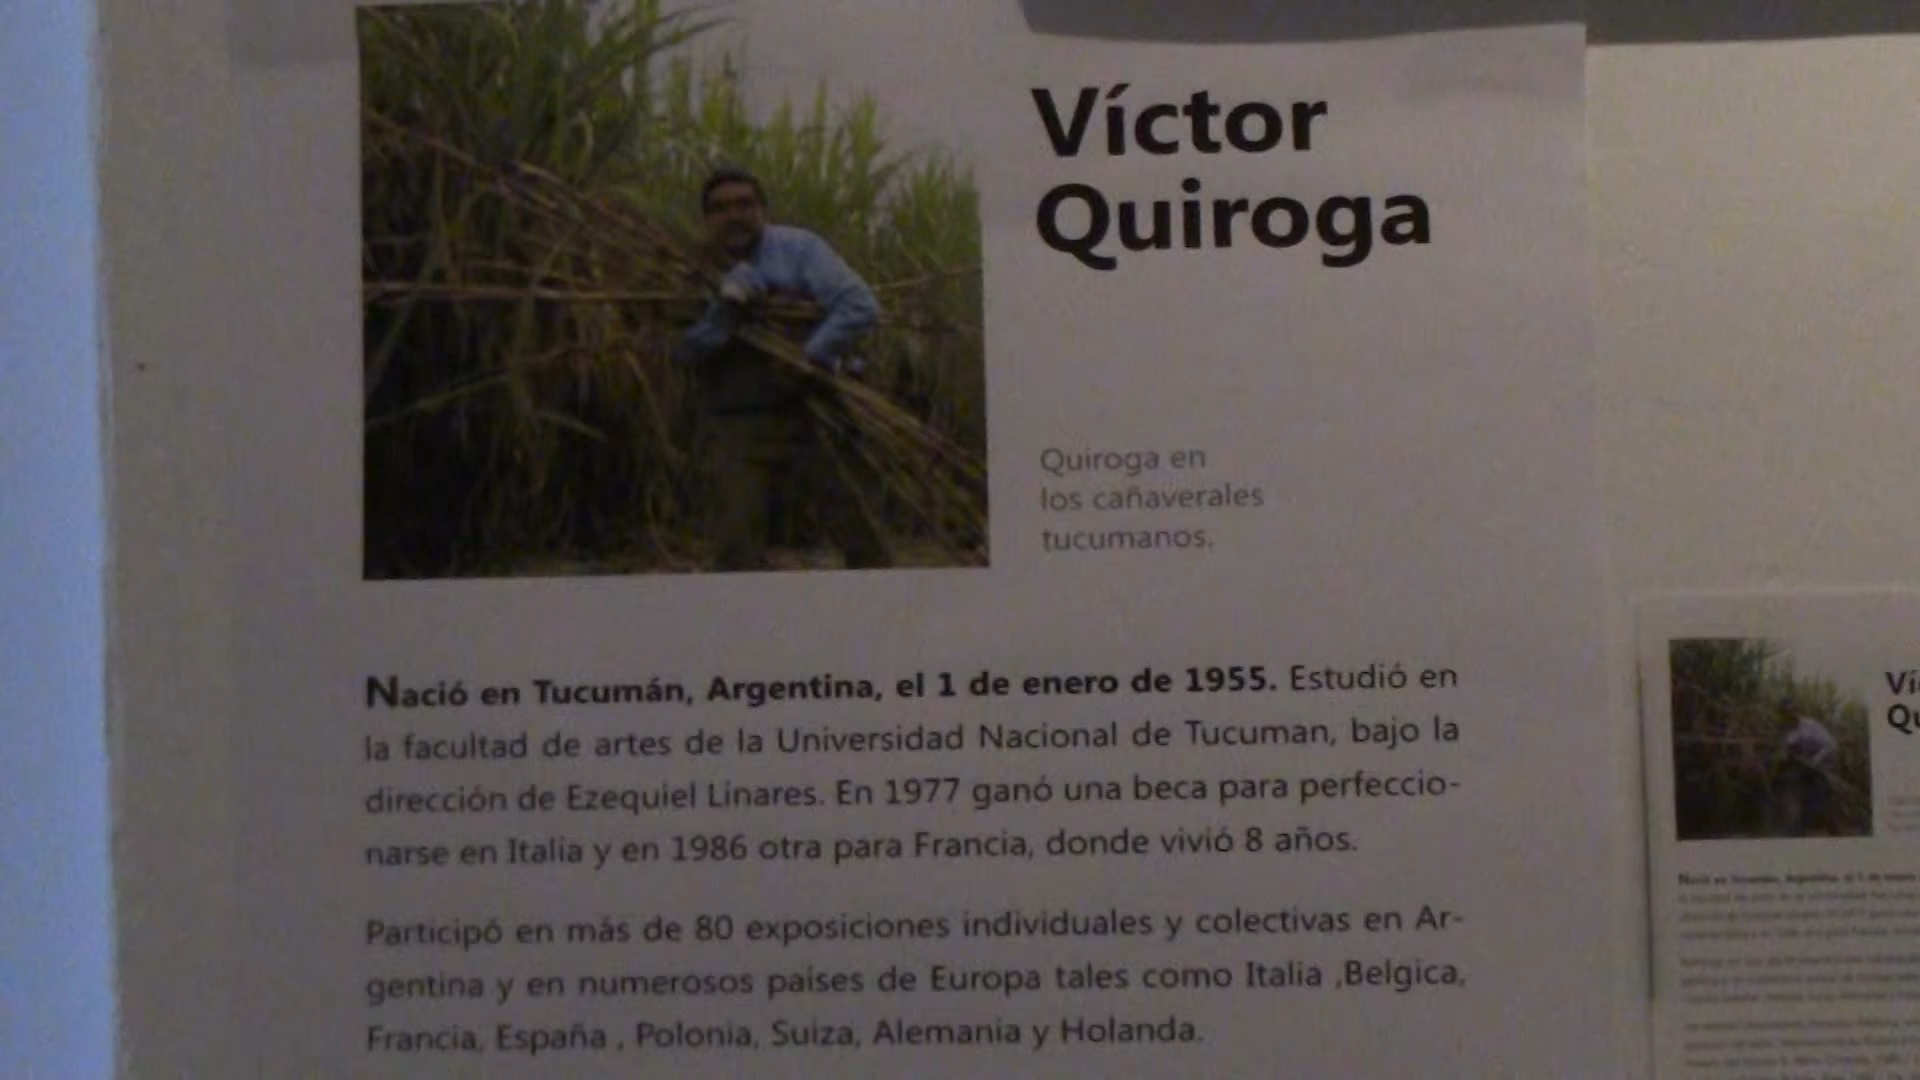 Víctor
Quiroga
Quiroga en
los cañaverales
tucumanos.
Nació en Tucumán, Argentina, el 1 de enero de 1955. Estudió en
la facultad de artes de la Universidad Nacional de Tucuman, bajo la
dirección de Ezequiel Linares. En 1977 ganó una beca para perfeccio-
narse en Italia y en 1986 otra para Francia, donde vivió 8 años.
Participó en más de 80 exposiciones individuales y colectivas en Ar-
gentina y en numerosos paises de Europa tales como Italia ,Belgica,
Francia, España , Polonia, Suiza, Alemania y Holanda.
Ví
Qu